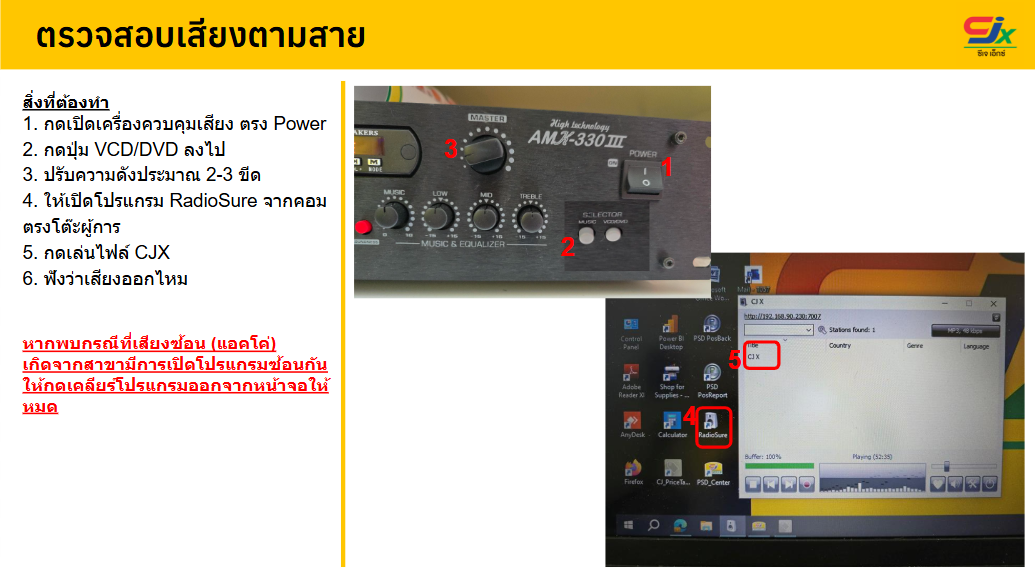 ตรวจสอบเสียงตามสาย
CJX
ซีเจ เอ็กซ์
สิ่งที่ต้องทำ
1. กดเปิดเครื่องควบคุมเสียง ตรง Power
2. กดปุ่ม VCD/DVD ลงไป
3. ปรับความดังประมาณ 2-3 ขีด
4. ให้เปิดโปรแกรม RadioSure จากคอม
ตรงโต๊ะผู้การ
5. กดเล่นไฟล์ CJX
6. ฟังว่าเสียงออกไหม
หากพบกรณีที่เสียงซ้อน (แอคโค่)
เกิดจากสาขามีการเปิดโปรแกรมซ้อนกัน
ให้กดเคลียร์โปรแกรมออกจากหน้าจอให้
หมด
MASTER
High technology
AMX-330 III
POWER
ON
1
3
MODE
MUSIC
LOW
MID
TREBLE
MUSIC & EQUALIZER
SELECTOR
MUSIC VCD/DVD
2
CJ X
http://192.168.90.230:7007
Stations found: 1
MP3, 48 kbps
Title
Country
Genre
Language
5
CJ X
Control
Panel
Power BI
Desktop
PSD PosBack
Adobe
Reader XI
Shop for
Supplies - ...
PSD
PosReport
4
AnyDesk
Calculator
RadioSure
Firefox
CJ_PriceTa...
PSD_Center
Buffer: 100%
Playing (52:35)